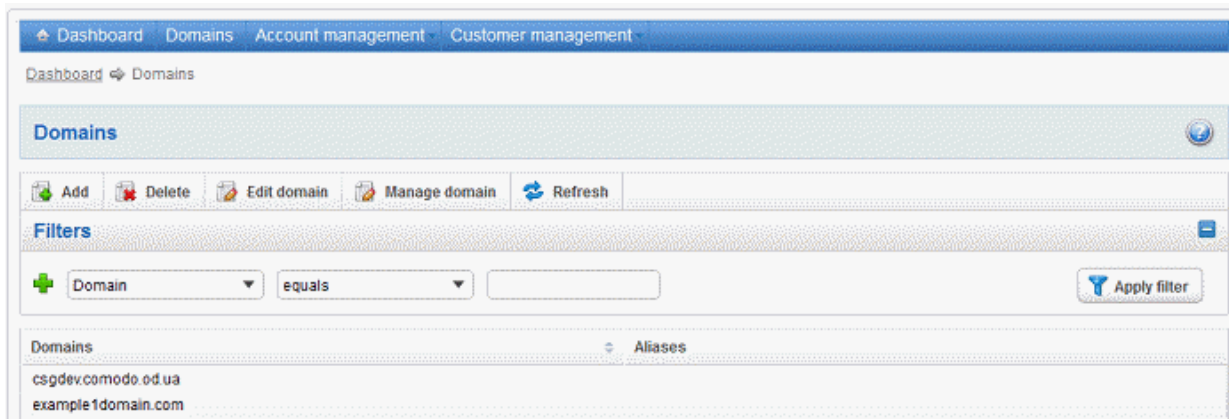 Dashboard Domains Account management Customer management
Dashboard Domains
Domains
Add Delete Edit domain Manage domain Refresh
Filters
Domain equals Apply filter
Domains Aliases
csgdev.comodo.od.ua
example1domain.com